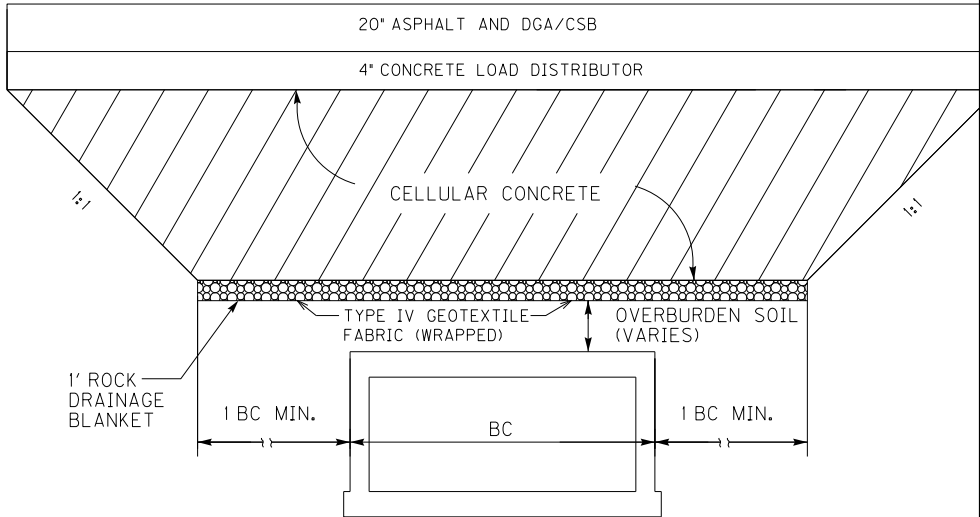 20" ASPHALT AND DGA/CSB
4" CONCRETE LOAD DISTRIBUTOR
1:1
CELLULAR CONCRETE
1:1
TYPE IV GEOTEXTILE
FABRIC (WRAPPED)
OVERBURDEN SOIL
(VARIES)
1' ROCK
DRAINAGE
BLANKET
1 BC MIN.
BC
1 BC MIN.